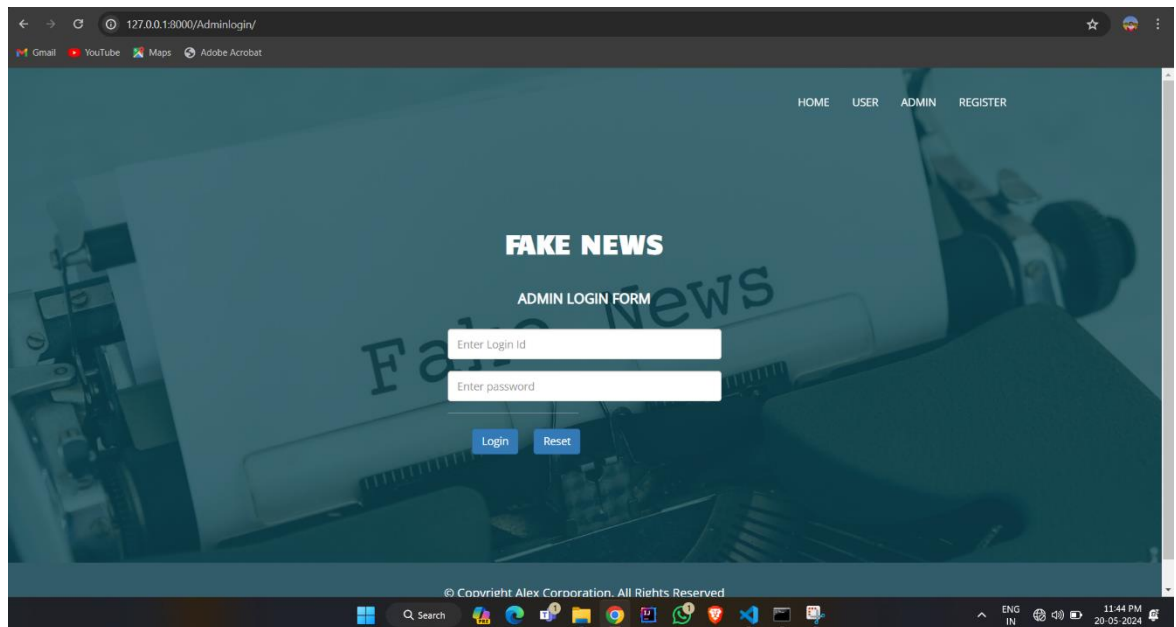 127.0.0.1:8000/Adminlogin/
Gmail YouTube Maps Adobe Acrobat
HOME USER ADMIN REGISTER
FAKE NEWS
ADMIN LOGIN FORM
Fake News
Enter Login Id
Enter password
Login Reset
© Copyright Alex Corporation. All Rights Reserved
Search
ENG
IN
11:44 PM
20-05-2024